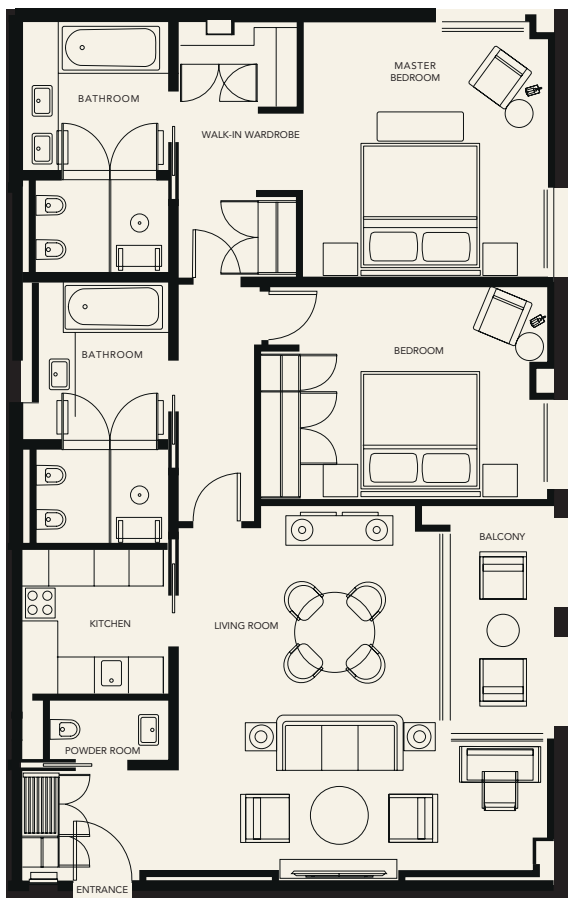 MASTER
BEDROOM
BATHROOM
WALK-IN WARDROBE
BATHROOM
BEDROOM
BALCONY
KITCHEN
LIVING ROOM
POWDER ROOM
ENTRANCE